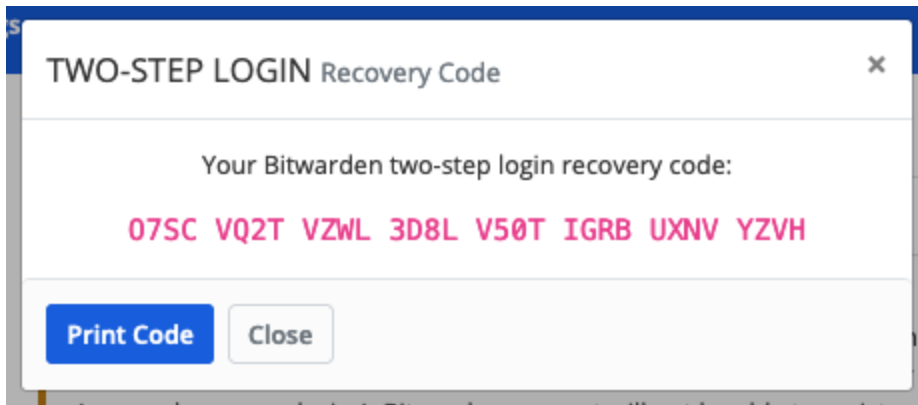 TWO-STEP LOGIN Recovery Code ×
Your Bitwarden two-step login recovery code:
O7SC VQ2T VZWL 3D8L V50T IGRB UXNV YZVH
Print Code Close